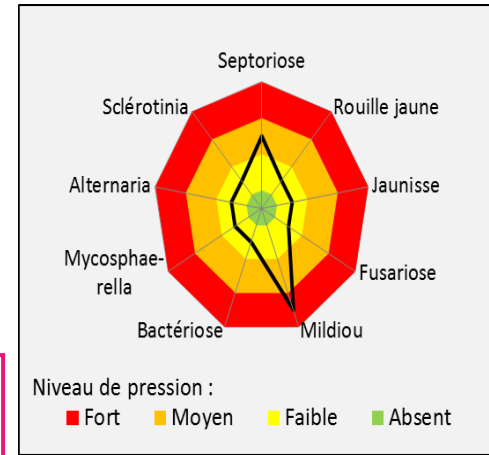 Septoriose
Sclérotinia
Rouille jaune
Alternaria
Jaunisse
Mycosphae-
rella
Fusariose
Bactériose
Mildiou
Niveau de pression :
Fort Moyen Faible Absent